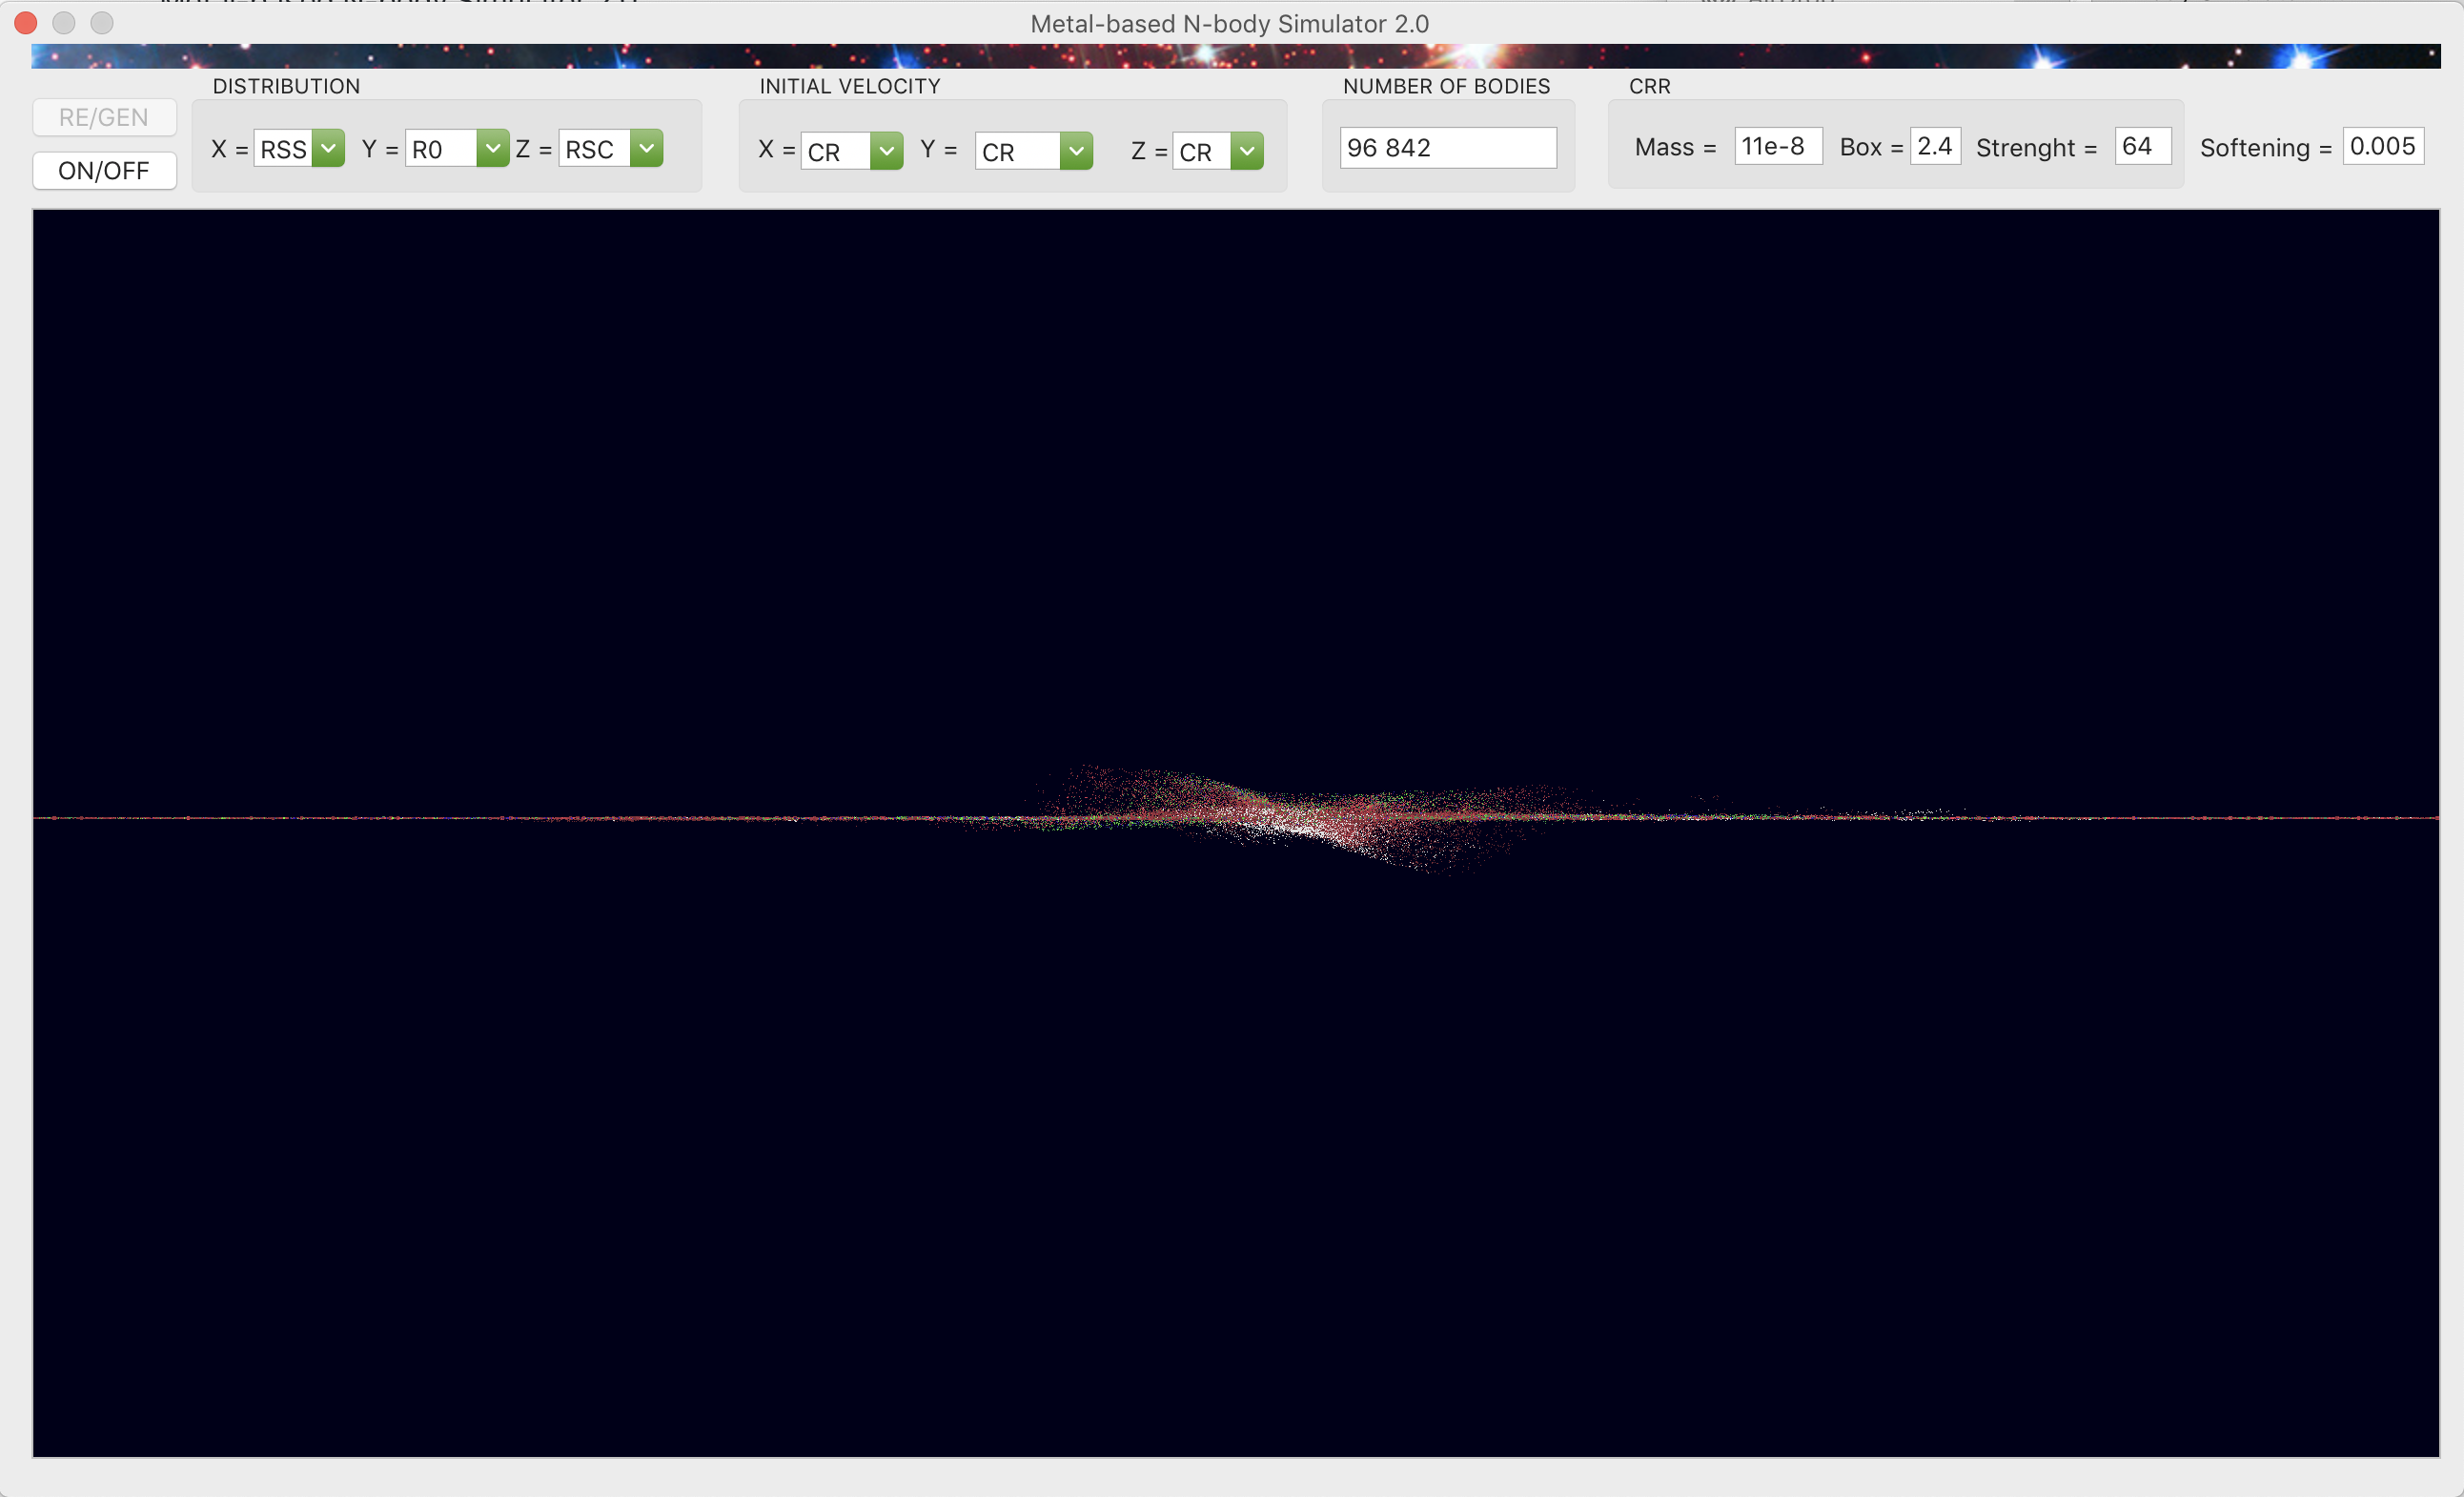 Metal-based N-body Simulator 2.0
DISTRIBUTION
INITIAL VELOCITY
NUMBER OF BODIES
CRR
RE/GEN
ON/OFF
X = RSS Y = R0 Z = RSC
X = CR Y = CR Z = CR
96 842
Mass = 11e-8 Box = 2.4 Strenght = 64 Softening = 0.005